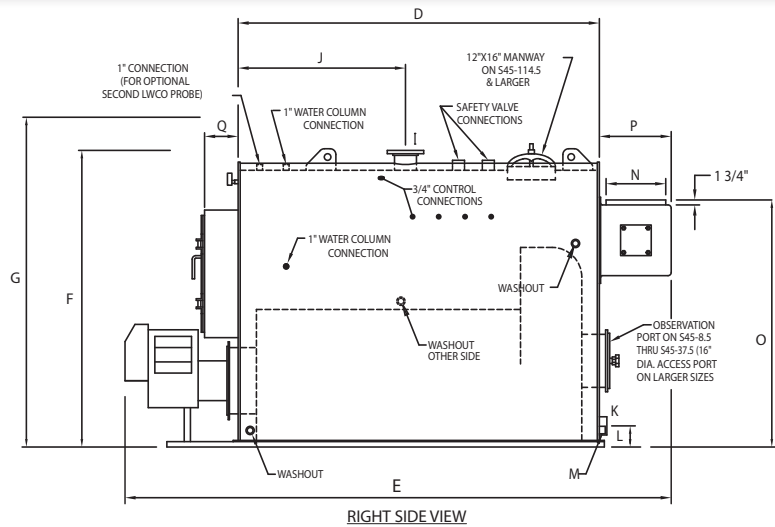 D
J
12"X16" MANWAY
ON S45-114.5
& LARGER
1" CONNECTION
(FOR OPTIONAL
SECOND LWCO PROBE)
SAFETY VALVE
CONNECTIONS
1" WATER COLUMN
CONNECTION
Q
I
P
N
1 3/4"
3/4" CONTROL
CONNECTIONS
1" WATER COLUMN
CONNECTION
G
F
WASHOUT
O
OBSERVATION
PORT ON S45-8.5
THRU S45-37.5 (16"
DIA. ACCESS PORT
ON LARGER SIZES
WASHOUT
OTHER SIDE
K
L
WASHOUT
M
E
RIGHT SIDE VIEW